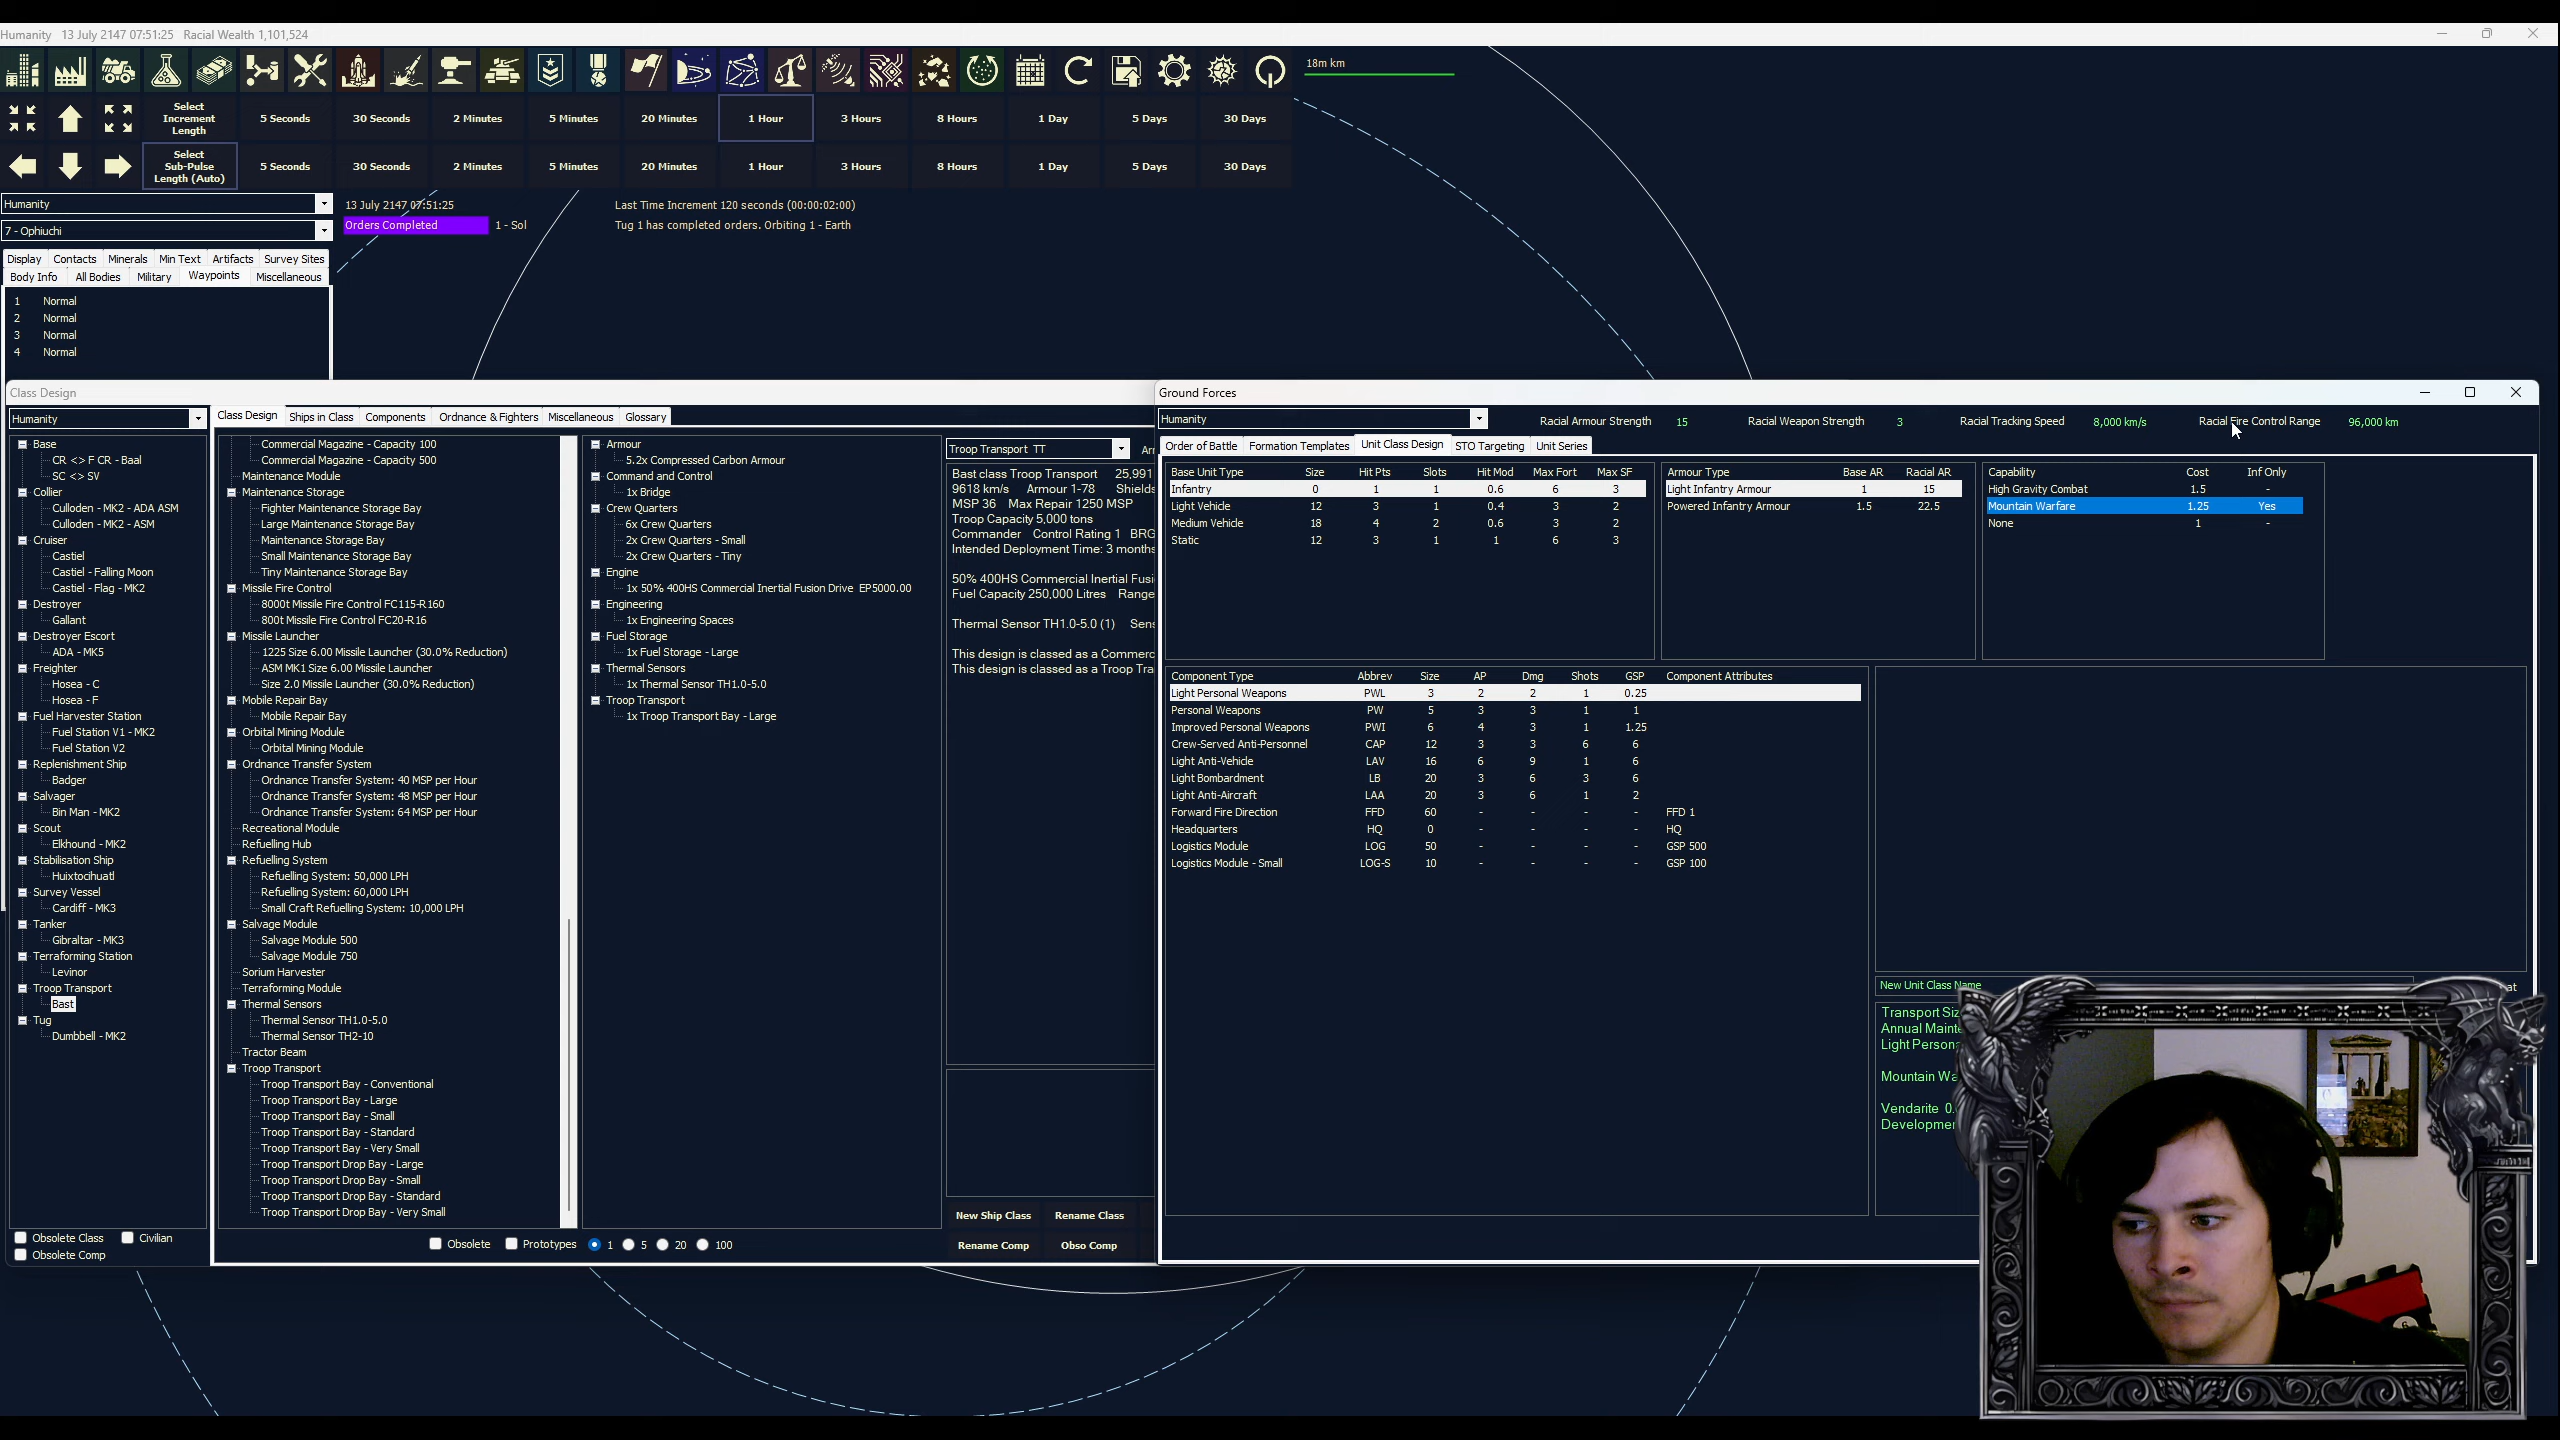 Humanity 13 July 2147 07:51:25 Racial Wealth 1,101,524
18m km
Select Increment Length 5 Seconds 30 Seconds 2 Minutes 5 Minutes 20 Minutes 1 Hour 3 Hours 8 Hours 1 Day 5 Days 30 Days
Select Sub-Pulse Length (Auto) 5 Seconds 30 Seconds 2 Minutes 5 Minutes 20 Minutes 1 Hour 3 Hours 8 Hours 1 Day 5 Days 30 Days
Humanity 13 July 2147 07:51:25 Last Time Increment 120 seconds (00:00:02:00)
7 - Ophiuchi Orders Completed 1 - Sol Tug 1 has completed orders. Orbiting 1 - Earth
Display Contacts Minerals Min Text Artifacts Survey Sites
Body Info All Bodies Military Waypoints Miscellaneous
1 Normal
2 Normal
3 Normal
4 Normal
Class Design
Humanity
Class Design Ships in Class Components Ordnance & Fighters Miscellaneous Glossary
Base
CR <> F CR - Baal
SC <> SV
Collier
Culloden - MK2 - ADA ASM
Culloden - MK2 - ASM
Cruiser
Castiel
Castiel - Falling Moon
Castiel - Flag - MK2
Destroyer
Gallant
Destroyer Escort
ADA - MK5
Freighter
Hosea - C
Hosea - F
Fuel Harvester Station
Fuel Station V1 - MK2
Fuel Station V2
Replenishment Ship
Badger
Salvager
Bin Man - MK2
Scout
Elkhound - MK2
Stabilisation Ship
Huixtocihuatl
Survey Vessel
Cardiff - MK3
Tanker
Gibraltar - MK3
Terraforming Station
Levinor
Troop Transport
Bast
Tug
Dumbbell - MK2
Obsolete Class Civilian
Obsolete Comp
Commercial Magazine - Capacity 100
Commercial Magazine - Capacity 500
Maintenance Module
Maintenance Storage
Fighter Maintenance Storage Bay
Large Maintenance Storage Bay
Maintenance Storage Bay
Small Maintenance Storage Bay
Tiny Maintenance Storage Bay
Missile Fire Control
8000t Missile Fire Control FC115-R160
800t Missile Fire Control FC20-R16
Missile Launcher
1225 Size 6.00 Missile Launcher (30.0% Reduction)
ASM MK1 Size 6.00 Missile Launcher
Size 2.0 Missile Launcher (30.0% Reduction)
Mobile Repair Bay
Mobile Repair Bay
Orbital Mining Module
Orbital Mining Module
Ordnance Transfer System
Ordnance Transfer System: 40 MSP per Hour
Ordnance Transfer System: 48 MSP per Hour
Ordnance Transfer System: 64 MSP per Hour
Recreational Module
Refuelling Hub
Refuelling System
Refuelling System: 50,000 LPH
Refuelling System: 60,000 LPH
Small Craft Refuelling System: 10,000 LPH
Salvage Module
Salvage Module 500
Salvage Module 750
Sorium Harvester
Terraforming Module
Thermal Sensors
Thermal Sensor TH1.0-5.0
Thermal Sensor TH2-10
Tractor Beam
Troop Transport
Troop Transport Bay - Conventional
Troop Transport Bay - Large
Troop Transport Bay - Small
Troop Transport Bay - Standard
Troop Transport Bay - Very Small
Troop Transport Drop Bay - Large
Troop Transport Drop Bay - Small
Troop Transport Drop Bay - Standard
Troop Transport Drop Bay - Very Small
Obsolete Prototypes 1 5 20 100
Armour
5.2x Compressed Carbon Armour
Command and Control
1x Bridge
Crew Quarters
6x Crew Quarters
2x Crew Quarters - Small
2x Crew Quarters - Tiny
Engine
1x 50% 400HS Commercial Inertial Fusion Drive EP5000.00
Engineering
1x Engineering Spaces
Fuel Storage
1x Fuel Storage - Large
Thermal Sensors
1x Thermal Sensor TH1.0-5.0
Troop Transport
1x Troop Transport Bay - Large
Troop Transport TT Arr
Bast class Troop Transport 25,991
9618 km/s Armour 1-78 Shields
MSP 36 Max Repair 1250 MSP
Troop Capacity 5,000 tons
Commander Control Rating 1 BRG
Intended Deployment Time: 3 months
50% 400HS Commercial Inertial Fusi
Fuel Capacity 250,000 Litres Range
Thermal Sensor TH1.0-5.0 (1) Sens
This design is classed as a Commerc
This design is classed as a Troop Tra
New Ship Class Rename Class
Rename Comp Obso Comp
Ground Forces
Humanity Racial Armour Strength 15 Racial Weapon Strength 3 Racial Tracking Speed 8,000 km/s Racial Fire Control Range 96,000 km
Order of Battle Formation Templates Unit Class Design STO Targeting Unit Series
Base Unit Type Size Hit Pts Slots Hit Mod Max Fort Max SF
Infantry 0 1 1 0.6 6 3
Light Vehicle 12 3 1 0.4 3 2
Medium Vehicle 18 4 2 0.6 3 2
Static 12 3 1 1 6 3
Armour Type Base AR Racial AR
Light Infantry Armour 1 15
Powered Infantry Armour 1.5 22.5
Capability Cost Inf Only
High Gravity Combat 1.5 -
Mountain Warfare 1.25 Yes
None 1 -
Component Type Abbrev Size AP Dmg Shots GSP Component Attributes
Light Personal Weapons PWL 3 2 2 1 0.25
Personal Weapons PW 5 3 3 1 1
Improved Personal Weapons PWI 6 4 3 1 1.25
Crew-Served Anti-Personnel CAP 12 3 3 6 6
Light Anti-Vehicle LAV 16 6 9 1 6
Light Bombardment LB 20 3 6 3 6
Light Anti-Aircraft LAA 20 3 6 1 2
Forward Fire Direction FFD 60 - - - - FFD 1
Headquarters HQ 0 - - - - HQ
Logistics Module LOG 50 - - - - GSP 500
Logistics Module - Small LOG-S 10 - - - - GSP 100
New Unit Class Name at
Transport Siz
Annual Mainte
Light Persona
Mountain Wa
Vendarite 0.
Developmen